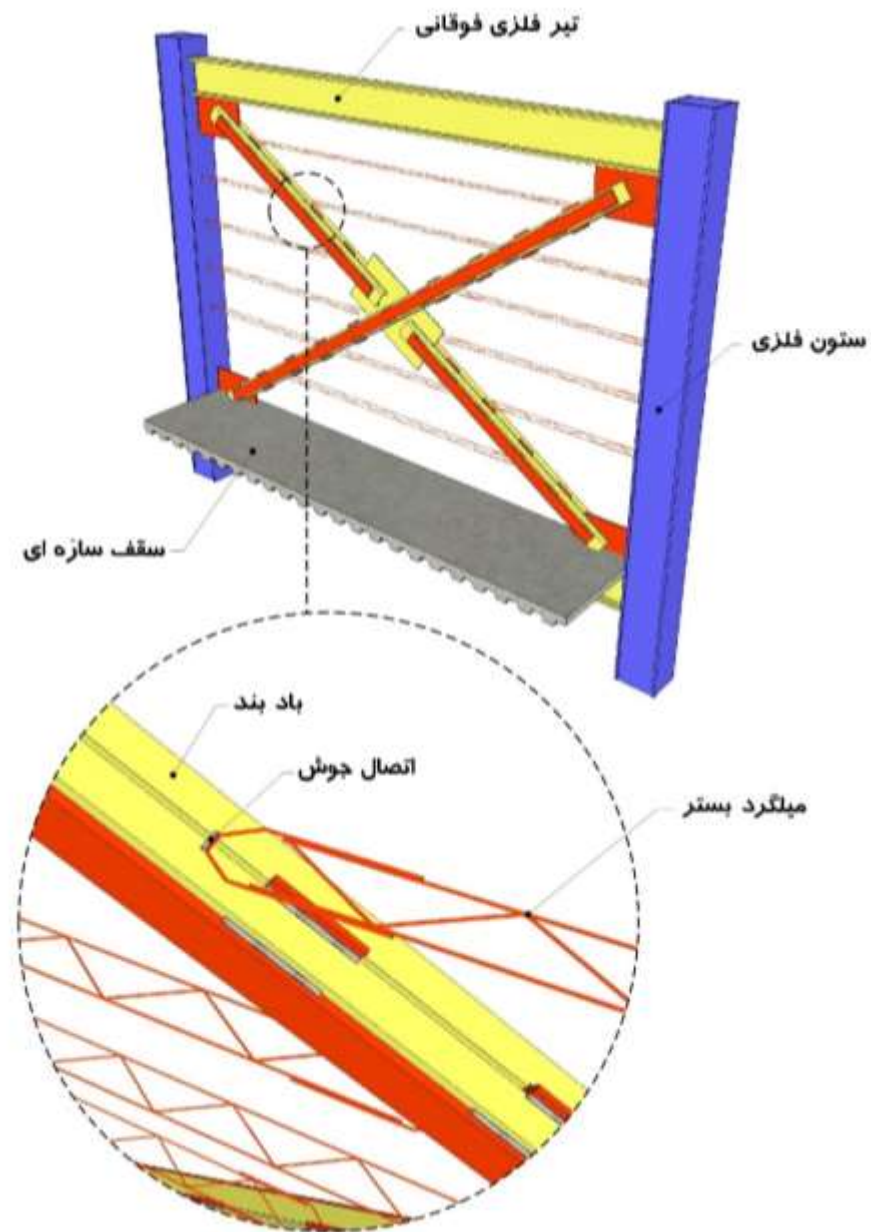 تیر فلزی فوقانی
ستون فلزی
سقف سازه ای
باد بند
اتصال جوش
میلگرد بستر